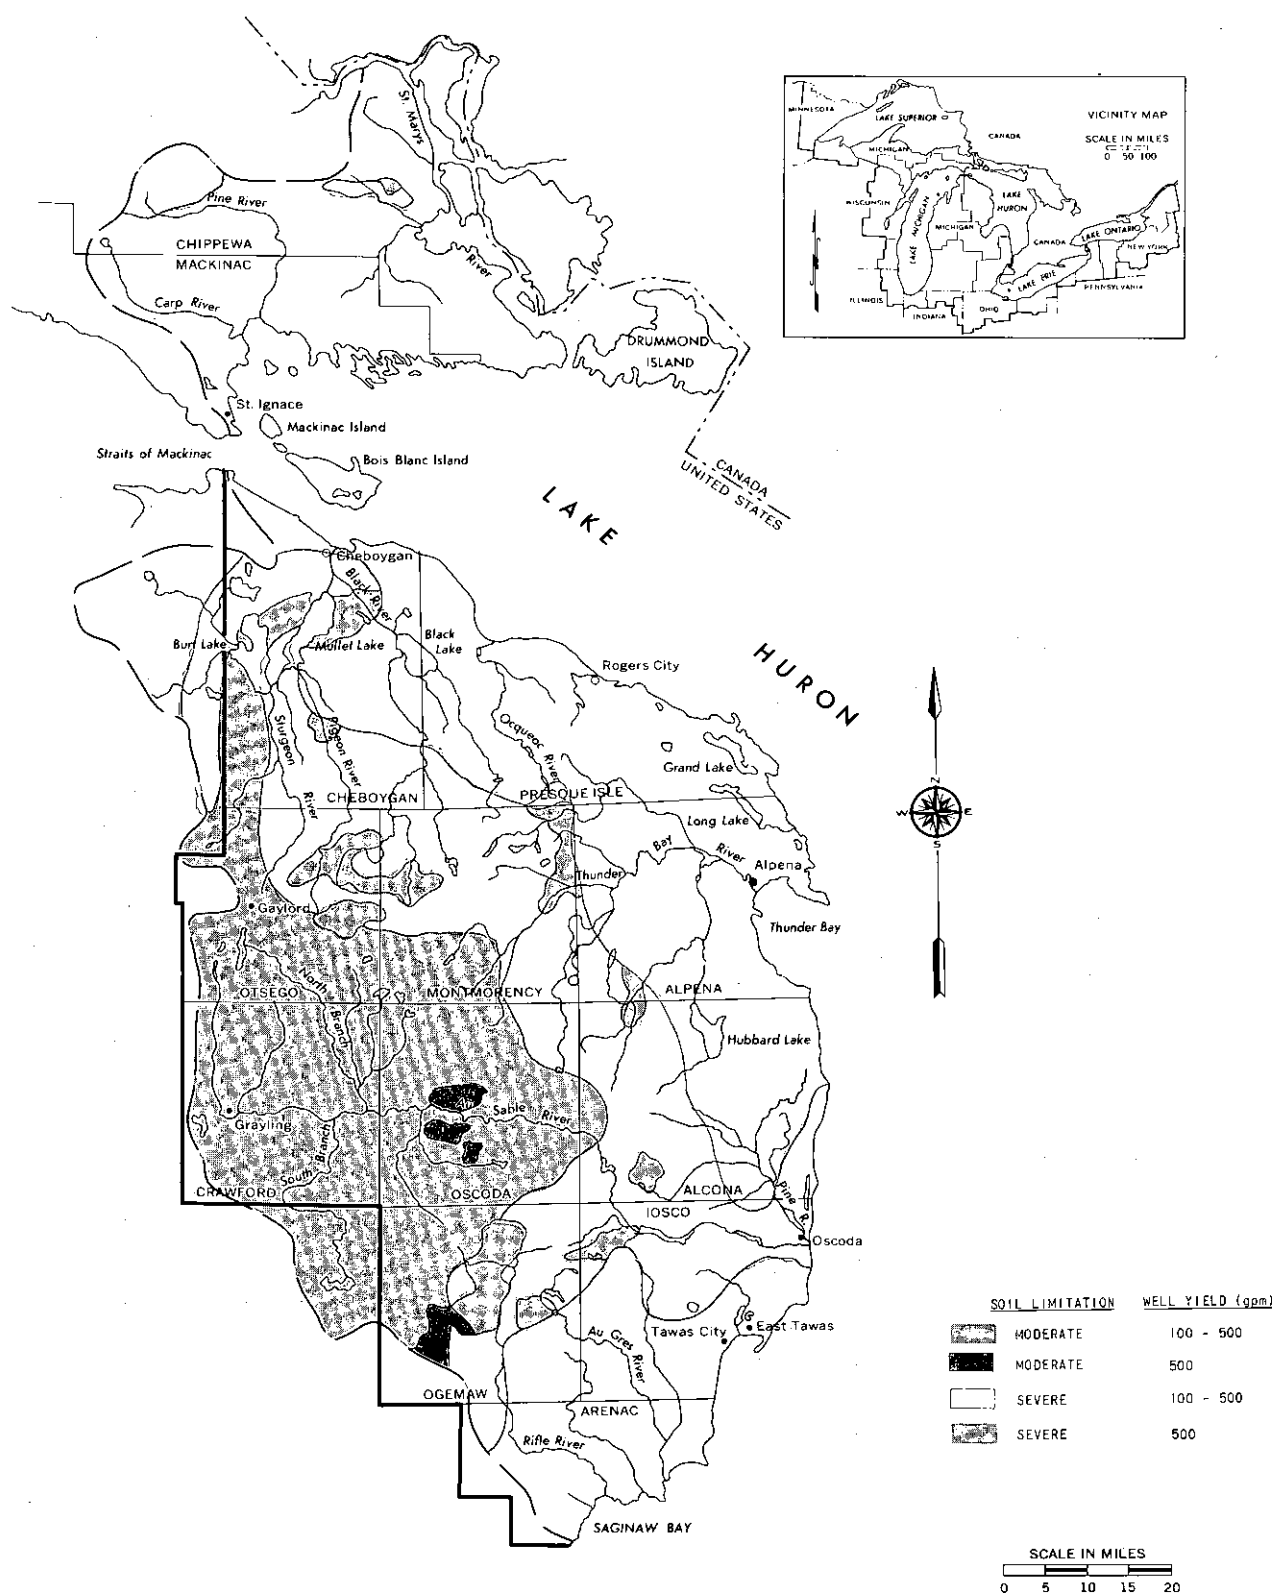 St. Marys
Pine River
CHIPPEWA
MACKINAC
River
Carp River
DRUMMOND
ISLAND
St. Ignace
Mackinac Island
Straits of Mackinac
Bois Blanc Island
CANADA
UNITED STATES
LAKE
HURON
VICINITY MAP
SCALE IN MILES
0 50 100
MINNESOTA
LAKE SUPERIOR
CANADA
MICHIGAN
WISCONSIN
LAKE MICHIGAN
MICHIGAN
LAKE
HURON
CANADA
LAKE ONTARIO
NEW YORK
LAKE ERIE
PENNSYLVANIA
ILLINOIS
INDIANA
OHIO
Cheboygan
Black River
Burt Lake
Mullet Lake
Black
Lake
Rogers City
Sturgeon
River
Pigeon River
Ocqueoc River
Grand Lake
CHEBOYGAN
PRESQUE ISLE
Long Lake
Thunder Bay River
Alpena
Thunder Bay
Gaylord
North Branch
OTSEGO
MONTMORENCY
ALPENA
Hubbard Lake
Au Sable River
Grayling
South Branch
CRAWFORD
OSCODA
ALCONA
IOSCO
Pine R.
Oscoda
Tawas City
East Tawas
Au Gres River
OGEMAW
ARENAC
Rifle River
SAGINAW BAY
N
W E
S
SOIL LIMITATION WELL YIELD (gpm)
MODERATE 100 - 500
MODERATE 500
SEVERE 100 - 500
SEVERE 500
SCALE IN MILES
0 5 10 15 20